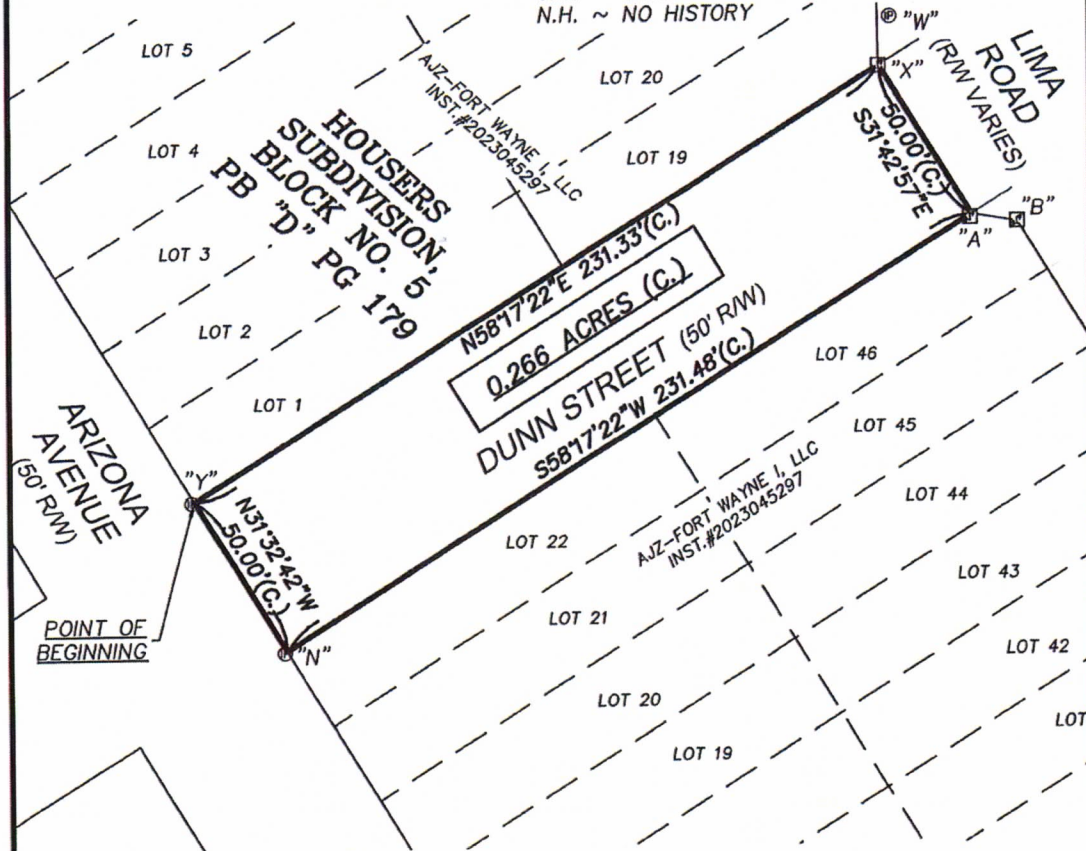 N.H. ~ NO HISTORY
"W"
LIMA
ROAD
(R/W VARIES)
"X"
LOT 5
AJZ-FORT WAYNE I, LLC
INST.#2023045297
LOT 20
50.00'(C.)
S31°42'57"E
HOUSERS
SUBDIVISION,
BLOCK NO. 5
PB "D" PG 179
LOT 4
LOT 19
"B"
"A"
LOT 3
N58°17'22"E 231.33'(C.)
0.266 ACRES (C.)
DUNN STREET (50' R/W)
S58°17'22"W 231.48'(C.)
LOT 2
LOT 46
LOT 1
ARIZONA
AVENUE
(50' R/W)
LOT 45
"Y"
N31°32'42"W
50.00'(C.)
AJZ-FORT WAYNE I, LLC
INST.#2023045297
LOT 44
LOT 22
LOT 43
POINT OF
BEGINNING
LOT 21
"N"
LOT 42
LOT 20
LOT
LOT 19